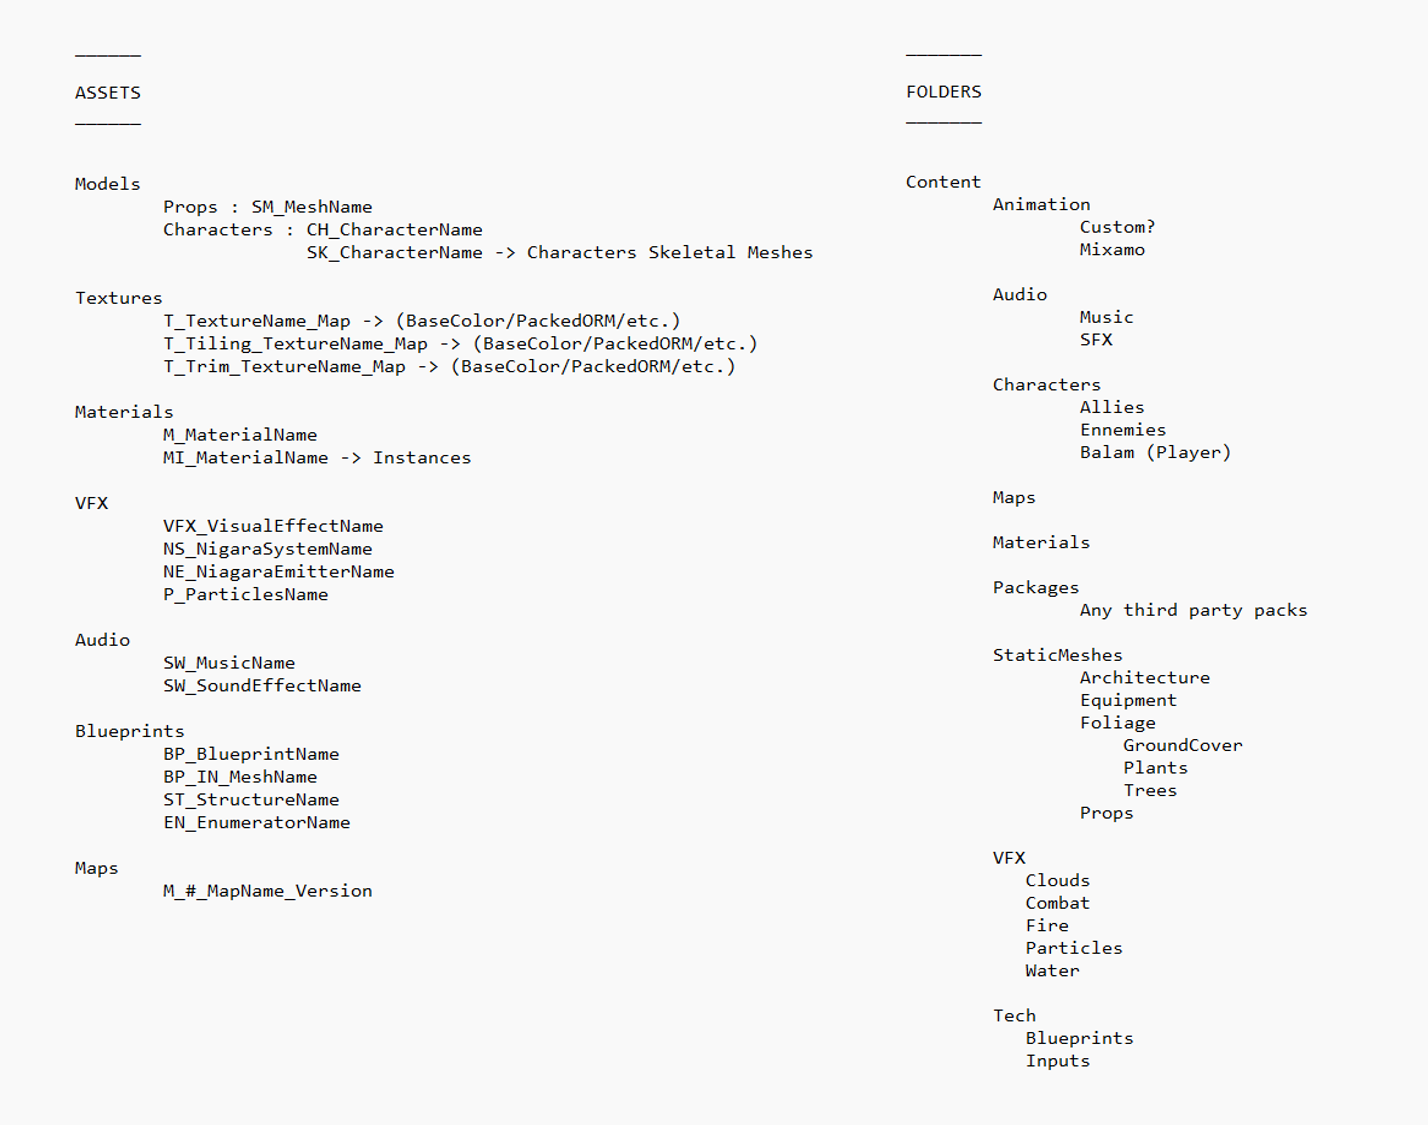 ASSETS
Models
Props : SM_MeshName
Characters : CH_CharacterName
SK_CharacterName -> Characters Skeletal Meshes
Textures
T_TextureName_Map -> (BaseColor/PackedORM/etc.)
T_Tiling_TextureName_Map -> (BaseColor/PackedORM/etc.)
T_Trim_TextureName_Map -> (BaseColor/PackedORM/etc.)
Materials
M_MaterialName
MI_MaterialName -> Instances
VFX
VFX_VisualEffectName
NS_NigaraSystemName
NE_NiagaraEmitterName
P_ParticlesName
Audio
SW_MusicName
SW_SoundEffectName
Blueprints
BP_BlueprintName
BP_IN_MeshName
ST_StructureName
EN_EnumeratorName
Maps
M_#_MapName_Version
FOLDERS
Content
Animation
Custom?
Mixamo
Audio
Music
SFX
Characters
Allies
Ennemies
Balam (Player)
Maps
Materials
Packages
Any third party packs
StaticMeshes
Architecture
Equipment
Foliage
GroundCover
Plants
Trees
Props
VFX
Clouds
Combat
Fire
Particles
Water
Tech
Blueprints
Inputs